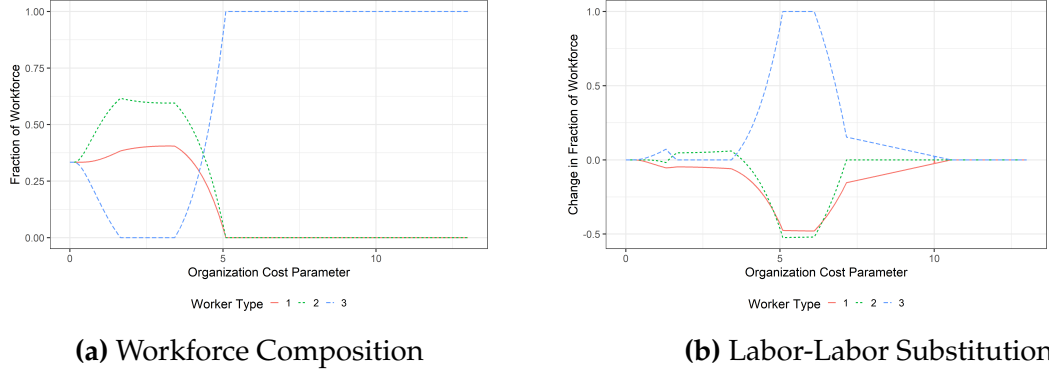 1.00
0.75
0.50
0.25
0.00
Fraction of Workforce
0
5
10
Organization Cost Parameter
Worker Type 1 2 3
(a) Workforce Composition
1.0
0.5
0.0
-0.5
Change in Fraction of Workforce
0
5
10
Organization Cost Parameter
Worker Type 1 2 3
(b) Labor-Labor Substitution